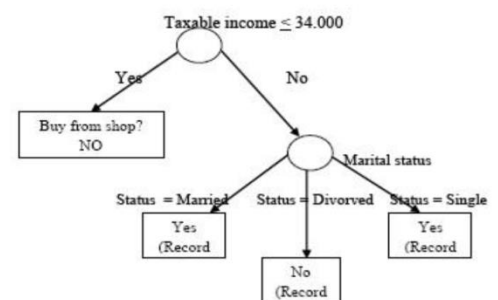 Taxable income ≤ 34.000
Yes
No
Buy from shop?
NO
Marital status
Status = Married
Status = Divorved
Status = Single
Yes
(Record
Yes
(Record
No
(Record